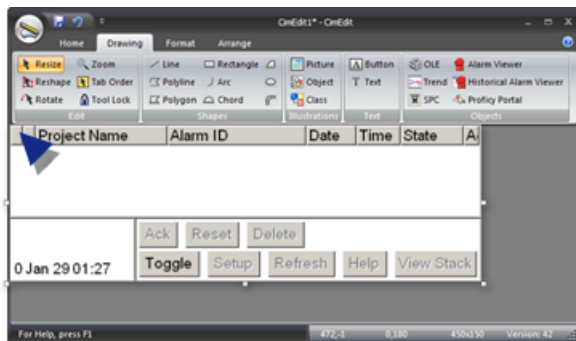 CimEdit1* - CimEdit
Home Drawing Format Arrange
Resize Zoom Line Rectangle Picture Button OLE Alarm Viewer
Reshape Tab Order Polyline Arc Object Text Trend Historical Alarm Viewer
Rotate Tool Lock Polygon Chord Class SPC Proficy Portal
Edit Shapes Illustrations Text Objects
Project Name Alarm ID Date Time State
Ack Reset Delete
0 Jan 29 01:27 Toggle Setup Refresh Help View Stack
For Help, press F1 472,-1 0,180 450x150 Version: 42